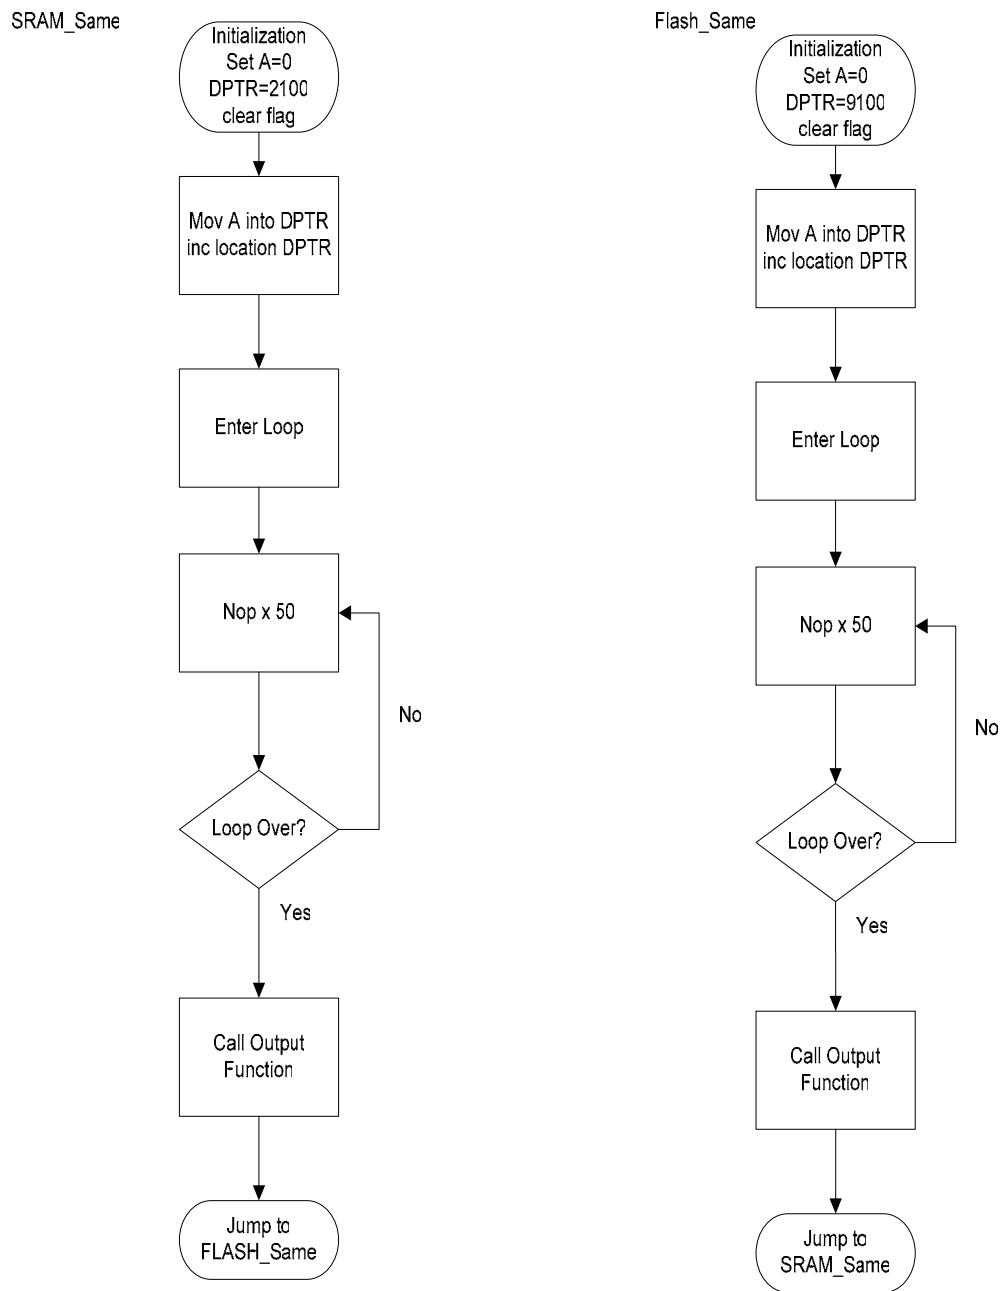 SRAM_Same
Initialization
Set A=0
DPTR=2100
clear flag
Mov A into DPTR
inc location DPTR
Enter Loop
Nop x 50
No
Loop Over?
Yes
Call Output
Function
Jump to
FLASH_Same
Flash_Same
Initialization
Set A=0
DPTR=9100
clear flag
Mov A into DPTR
inc location DPTR
Enter Loop
Nop x 50
No
Loop Over?
Yes
Call Output
Function
Jump to
SRAM_Same